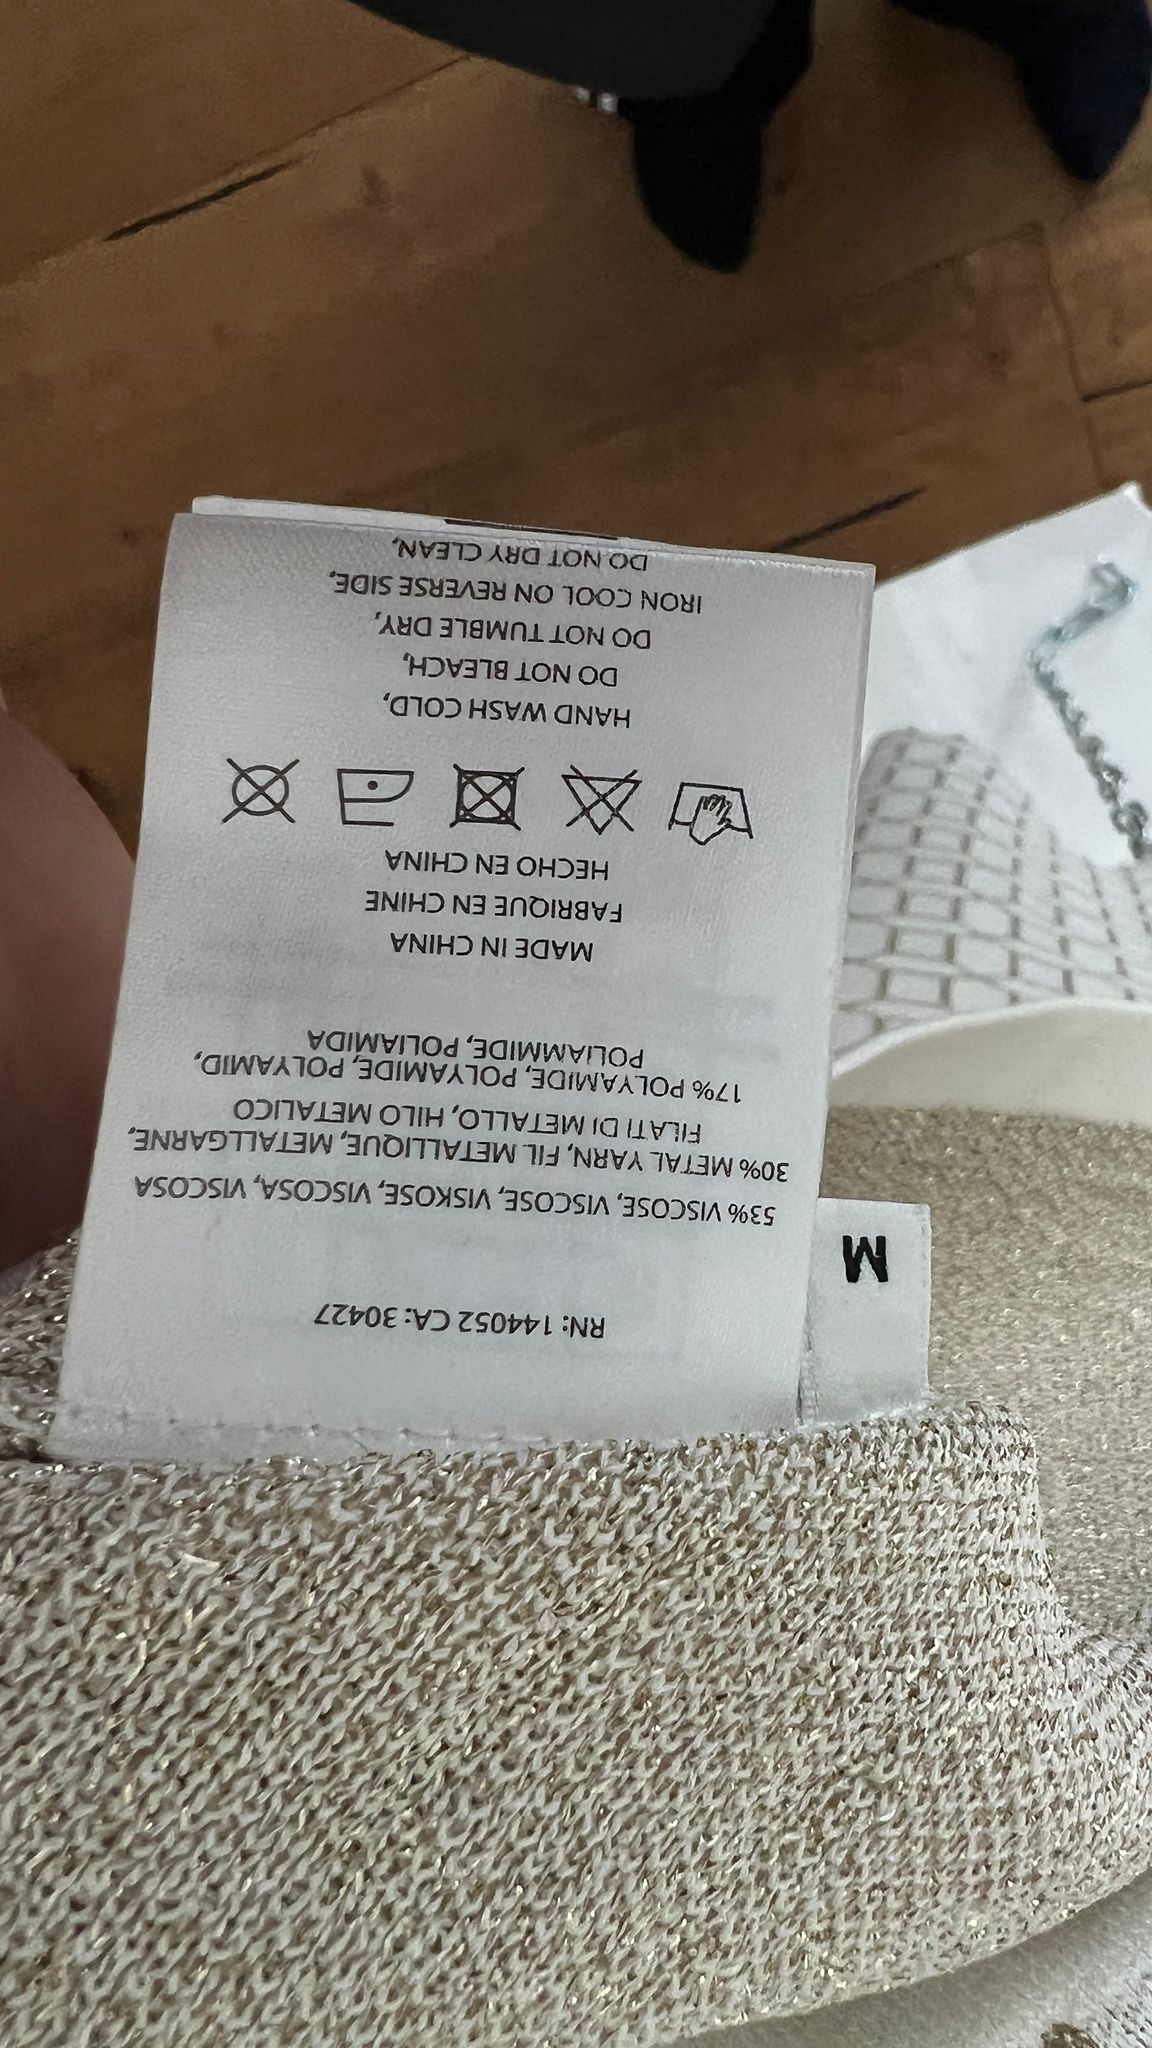 RN: 144052 CA: 30427
53% VISCOSE, VISCOSE, VISKOSE, VISCOSA, VISCOSA
30% METAL YARN, FIL METALLIQUE, METALLGARNE,
FILATI DI METALLO, HILO METALICO
17% POLYAMIDE, POLYAMIDE, POLYAMID,
POLIAMMIDE, POLIAMIDA
MADE IN CHINA
FABRIQUE EN CHINE
HECHO EN CHINA
HAND WASH COLD,
DO NOT BLEACH,
DO NOT TUMBLE DRY,
IRON COOL ON REVERSE SIDE,
DO NOT DRY CLEAN,
M